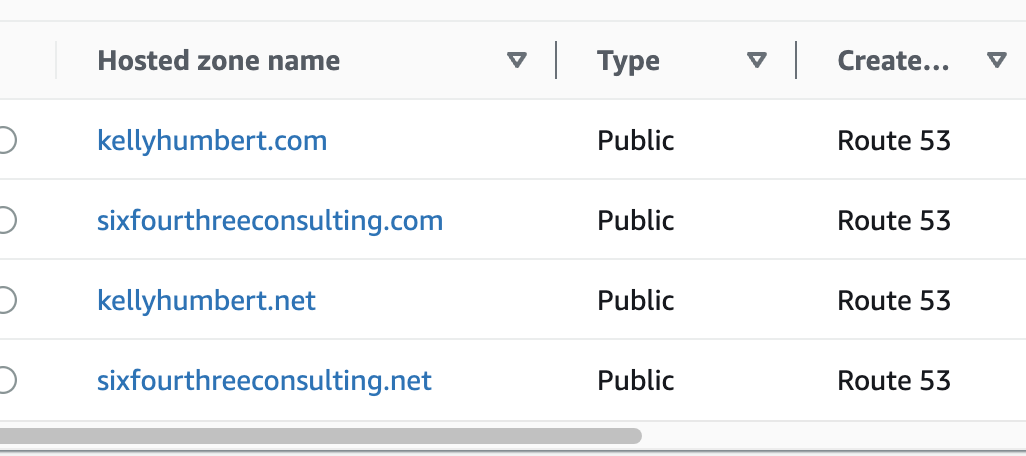 Hosted zone name Type Create...
kellyhumbert.com Public Route 53
sixfourthreeconsulting.com Public Route 53
kellyhumbert.net Public Route 53
sixfourthreeconsulting.net Public Route 53